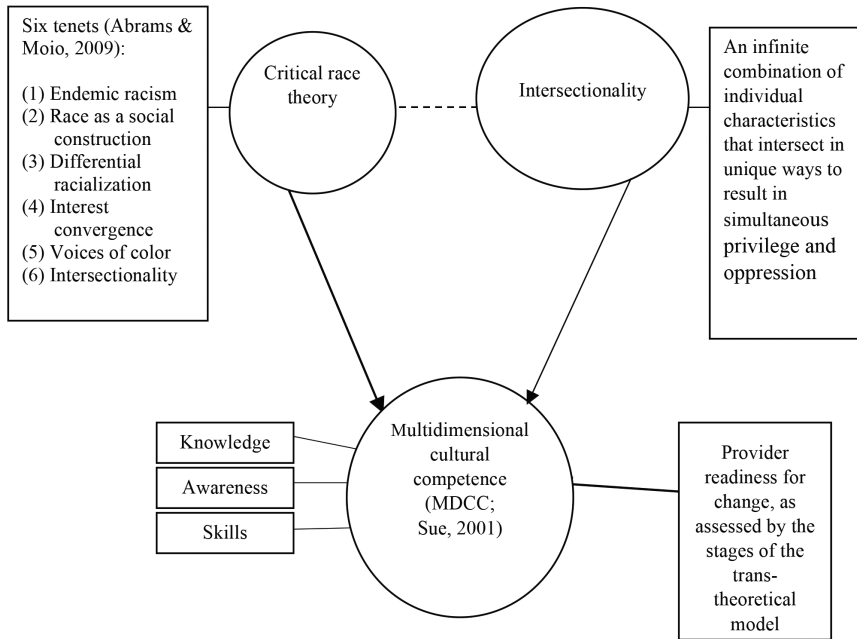 Six tenets (Abrams &
Moio, 2009):
(1) Endemic racism
(2) Race as a social
construction
(3) Differential
racialization
(4) Interest
convergence
(5) Voices of color
(6) Intersectionality
Critical race
theory
Intersectionality
An infinite
combination of
individual
characteristics
that intersect in
unique ways to
result in
simultaneous
privilege and
oppression
Knowledge
Awareness
Skills
Multidimensional
cultural
competence
(MDCC;
Sue, 2001)
Provider
readiness for
change, as
assessed by the
stages of the
trans-
theoretical
model